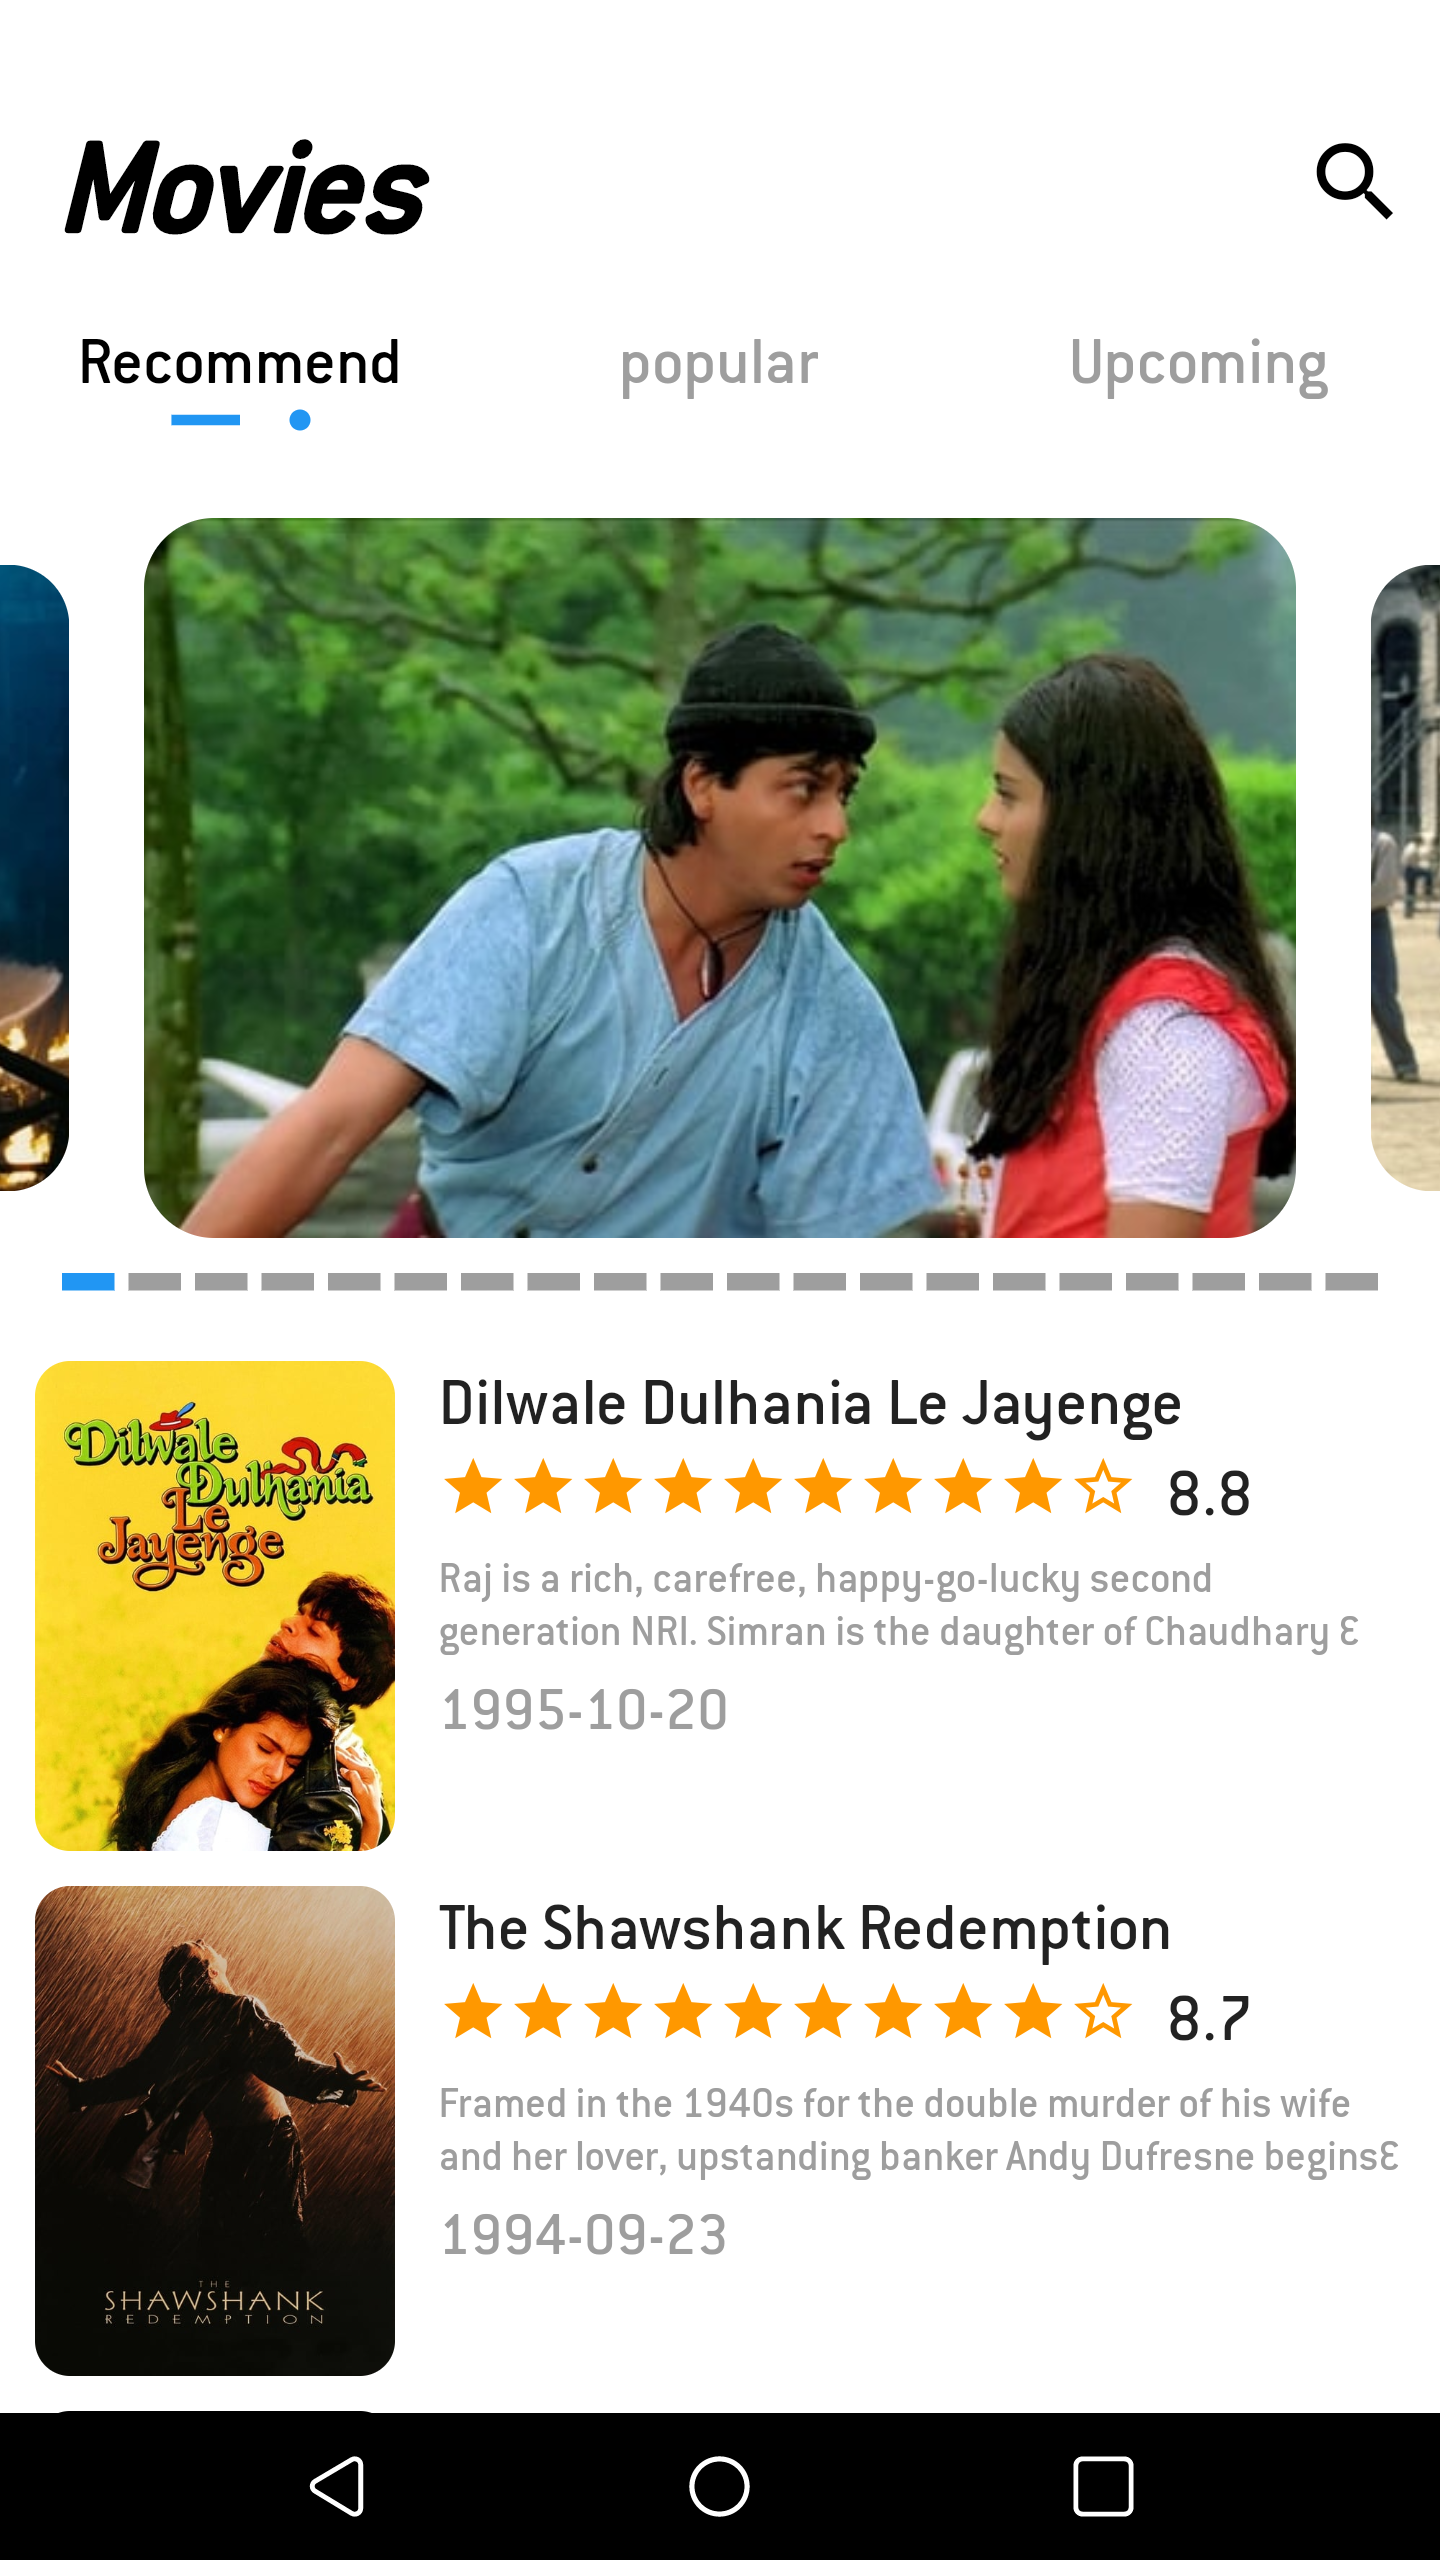 Movies
Recommend popular Upcoming
Dilwale Dulhania Le Jayenge
Dilwale Dulhania Le Jayenge
8.8
Raj is a rich, carefree, happy-go-lucky second
generation NRI. Simran is the daughter of Chaudhary Ɛ
1995-10-20
THE
SHAWSHANK
REDEMPTION
The Shawshank Redemption
8.7
Framed in the 1940s for the double murder of his wife
and her lover, upstanding banker Andy Dufresne beginsƐ
1994-09-23